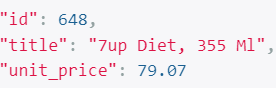 "id": 648,
"title": "7up Diet, 355 Ml",
"unit_price": 79.07